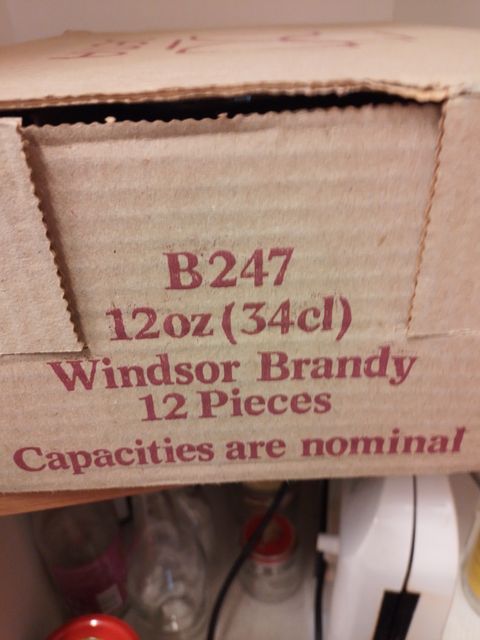 B247
12oz (34cl)
Windsor Brandy
12 Pieces
Capacities are nominal